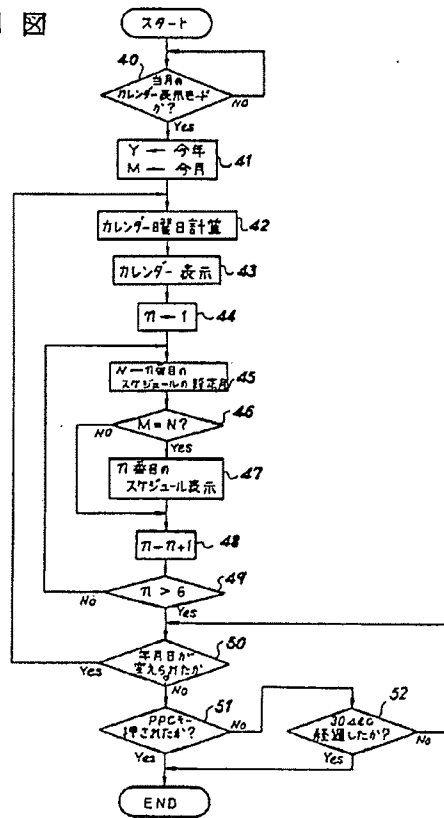 図
スタート
40
当月の
カレンダー表示モード
か?
No
Yes
Y ← 今年
M ← 今月
41
カレンダー曜日計算
42
カレンダー 表示
43
n ← 1
44
N ← n番目の
スケジュールの設定月
45
M = N?
46
NO
Yes
n番目の
スケジュール表示
47
n ← n+1
48
n > 6
49
No
Yes
年月日が
変えられたか
50
Yes
No
PPCキー
押されたか?
51
No
Yes
30sec
経過したか?
52
No
Yes
END